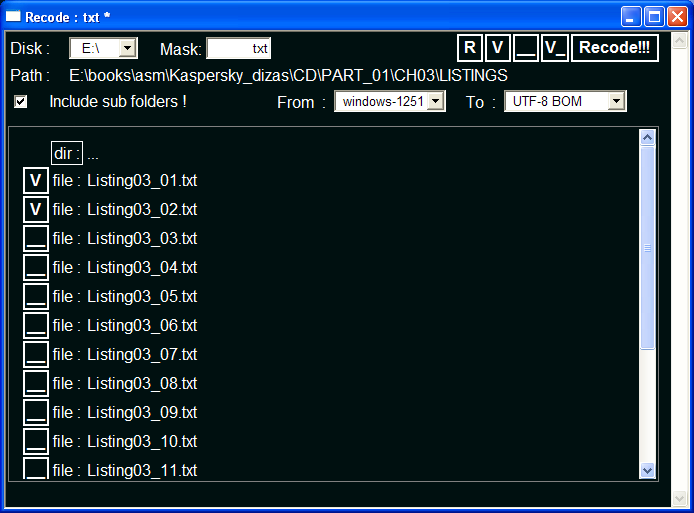 Recode : txt *
Disk : E:\ Mask: txt R V __ V_ Recode!!!
Path : E:\books\asm\Kaspersky_dizas\CD\PART_01\CH03\LISTINGS
Include sub folders ! From : windows-1251 To : UTF-8 BOM
dir : ...
V file : Listing03_01.txt
V file : Listing03_02.txt
__ file : Listing03_03.txt
__ file : Listing03_04.txt
__ file : Listing03_05.txt
__ file : Listing03_06.txt
__ file : Listing03_07.txt
__ file : Listing03_08.txt
__ file : Listing03_09.txt
__ file : Listing03_10.txt
__ file : Listing03_11.txt